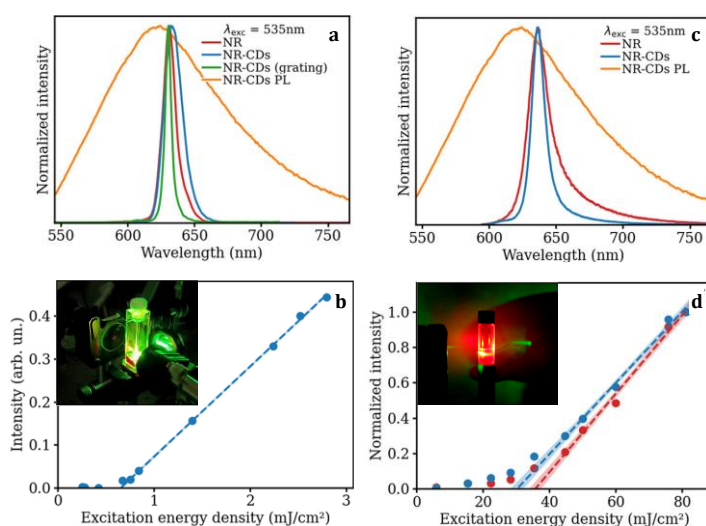 a
λexc = 535nm
NR
NR-CDs
NR-CDs (grating)
NR-CDs PL
Normalized intensity
550 600 650 700 750
Wavelength (nm)
c
λexc = 535nm
NR
NR-CDs
NR-CDs PL
Normalized intensity
550 600 650 700 750
Wavelength (nm)
b
Intensity (arb. un.)
0.4
0.3
0.2
0.1
0.0
0 1 2 3
Excitation energy density (mJ/cm²)
d
Normalized intensity
1.0
0.8
0.6
0.4
0.2
0.0
0 20 40 60 80
Excitation energy density (mJ/cm²)